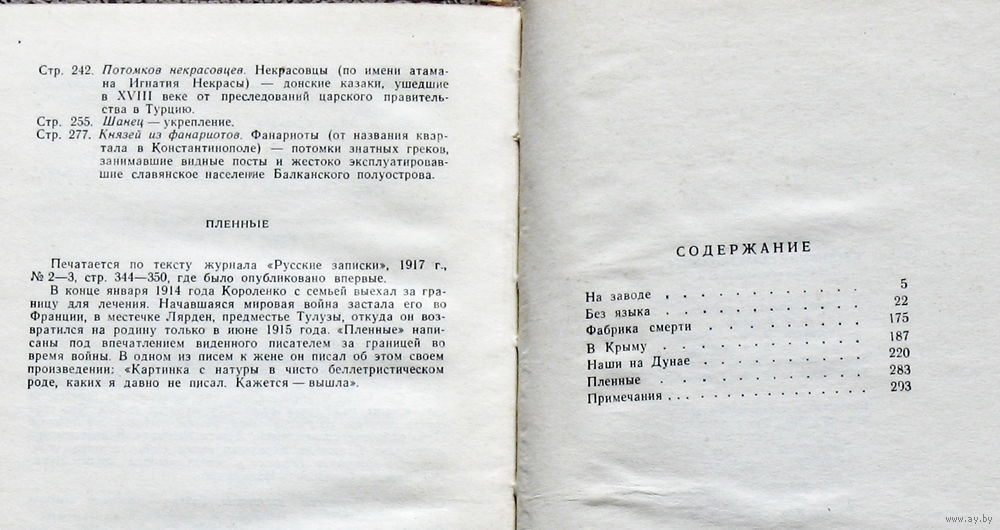 Стр. 242. Потомков некрасовцев. Некрасовцы (по имени атама-
на Игнатия Некрасы) — донские казаки, ушедшие
в XVIII веке от преследований царского правитель-
ства в Турцию.
Стр. 255. Шанец — укрепление.
Стр. 277. Князей из фанариотов. Фанариоты (от названия квар-
тала в Константинополе) — потомки знатных греков,
занимавшие видные посты и жестоко эксплуатировав-
шие славянское население Балканского полуострова.
ПЛЕННЫЕ
Печатается по тексту журнала «Русские записки», 1917 г.,
№ 2—3, стр. 344—350, где было опубликовано впервые.
В конце января 1914 года Короленко с семьей выехал за гра-
ницу для лечения. Начавшаяся мировая война застала его во
Франции, в местечке Лярден, предместье Тулузы, откуда он воз-
вратился на родину только в июне 1915 года. «Пленные» напи-
саны под впечатлением виденного писателем за границей во
время войны. В одном из писем к жене он писал об этом своем
произведении: «Картинка с натуры в чисто беллетристическом
роде, каких я давно не писал. Кажется — вышла».
СОДЕРЖАНИЕ
На заводе . . . . . . . . . . . 5
Без языка . . . . . . . . . . . 22
Фабрика смерти . . . . . . . . . 175
В Крыму . . . . . . . . . . . 187
Наши на Дунае . . . . . . . . . 220
Пленные . . . . . . . . . . . 283
Примечания . . . . . . . . . . . 293
www.ay.by